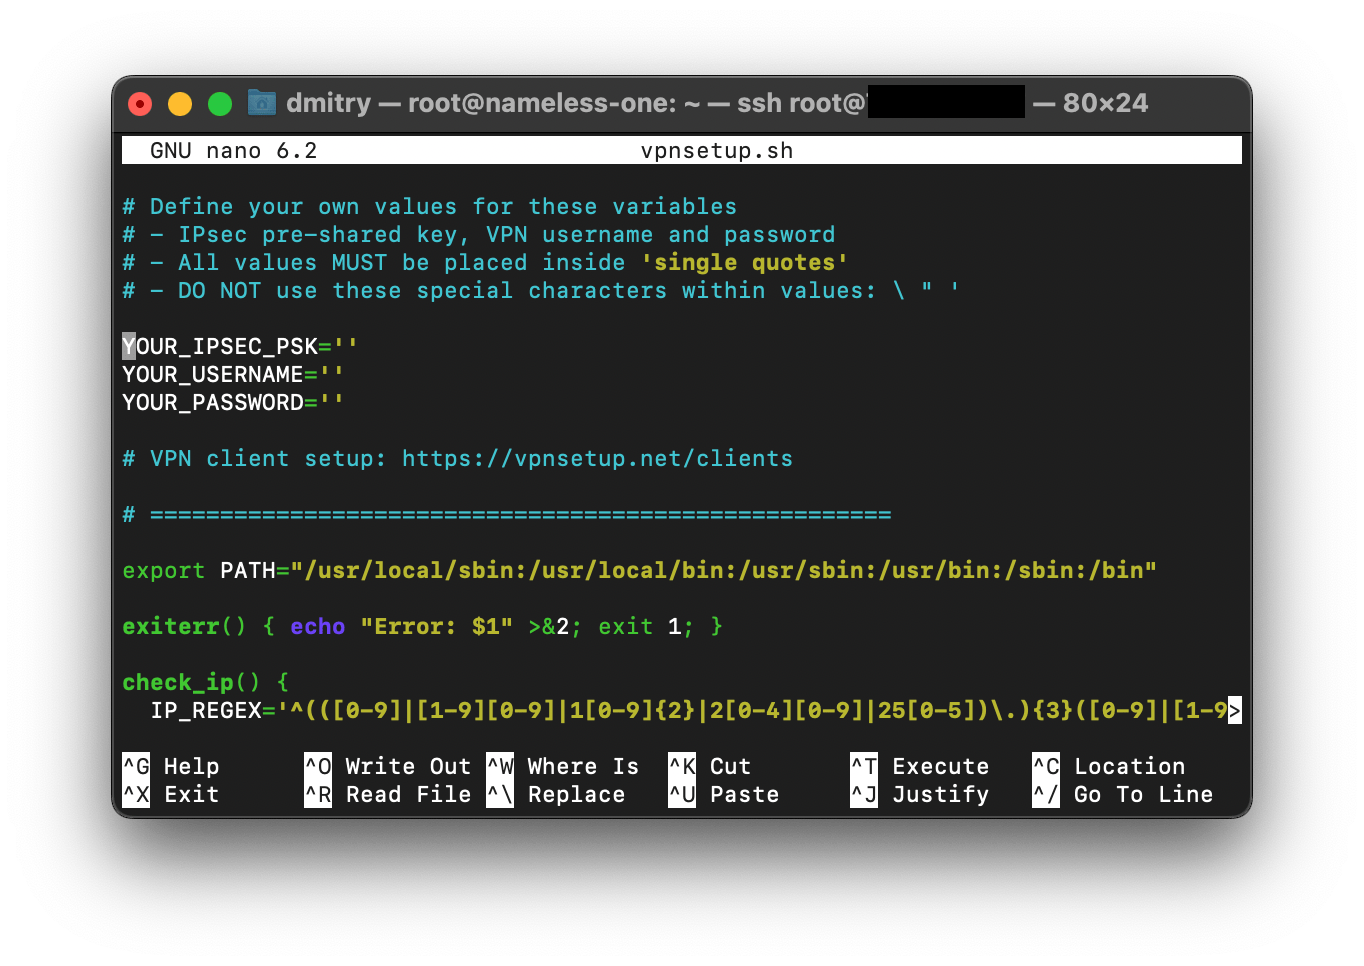 dmitry — root@nameless-one: ~ — ssh root@ — 80×24
GNU nano 6.2 vpnsetup.sh
# Define your own values for these variables
# - IPsec pre-shared key, VPN username and password
# - All values MUST be placed inside 'single quotes'
# - DO NOT use these special characters within values: \ " '
YOUR_IPSEC_PSK=''
YOUR_USERNAME=''
YOUR_PASSWORD=''
# VPN client setup: https://vpnsetup.net/clients
# =====================================================
export PATH="/usr/local/sbin:/usr/local/bin:/usr/sbin:/usr/bin:/sbin:/bin"
exiterr() { echo "Error: $1" >&2; exit 1; }
check_ip() {
IP_REGEX='^(([0-9]|[1-9][0-9]|1[0-9]{2}|2[0-4][0-9]|25[0-5])\.){3}([0-9]|[1-9>
^G Help ^O Write Out ^W Where Is ^K Cut ^T Execute ^C Location
^X Exit ^R Read File ^\ Replace ^U Paste ^J Justify ^/ Go To Line